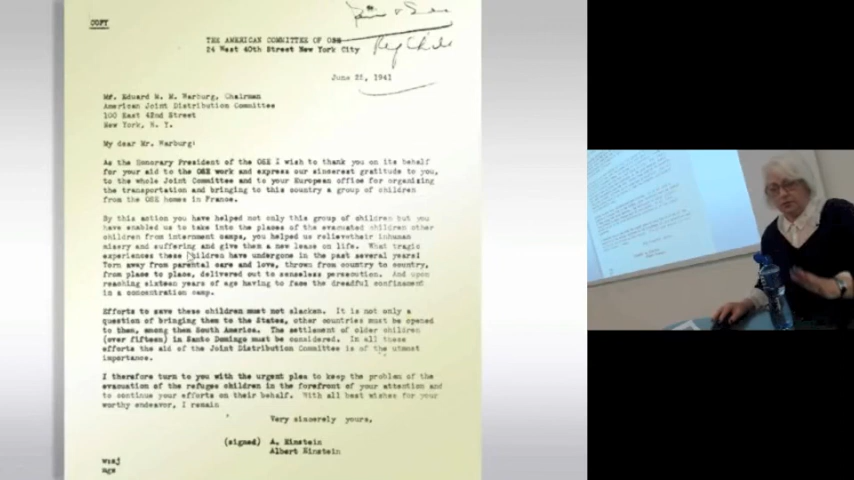 COPY
THE AMERICAN COMMITTEE OF OSE
24 West 40th Street New York City
June 25, 1941
Mr. Eduard M. M. Warburg, Chairman
American Joint Distribution Committee
100 East 42nd Street
New York, N. Y.
My dear Mr. Warburg:
As the Honorary President of the OSE I wish to thank you on its behalf
for your aid to the OSE work and express our sincerest gratitude to you,
to the whole Joint Committee and to your European office for organizing
the transportation and bringing to this country a group of children
from the OSE homes in France.
By this action you have helped not only this group of children but you
have enabled us to take into the places of the evacuated children other
children from internment camps, you helped us relievetheir inhuman
misery and suffering and give them a new lease on life. What tragic
experiences these children have undergone in the past several years!
Torn away from parental care and love, thrown from country to country,
from place to place, delivered out to senseless persecution. And upon
reaching sixteen years of age having to face the dreadful confinement
in a concentration camp.
Efforts to save these children must not slacken. It is not only a
question of bringing them to the States, other countries must be opened
to them, among them South America. The settlement of older children
(over fifteen) in Santo Domingo must be considered. In all these
efforts the aid of the Joint Distribution Committee is of the utmost
importance.
I therefore turn to you with the urgent plea to keep the problem of the
evacuation of the refugee children in the forefront of your attention and
to continue your efforts on their behalf. With all best wishes for your
worthy endeavor, I remain
Very sincerely yours,
(signed) A. Einstein
Albert Einstein